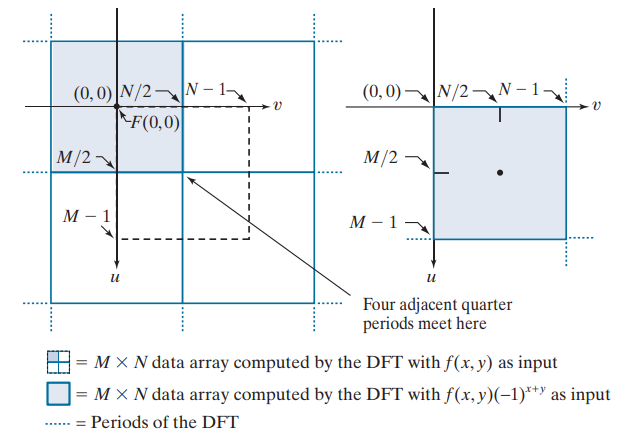 (0, 0) N/2 N − 1 v
F(0, 0)
M/2
M − 1
u
(0, 0) N/2 N − 1 v
M/2
M − 1
u
Four adjacent quarter
periods meet here
= M × N data array computed by the DFT with f(x, y) as input
= M × N data array computed by the DFT with f(x, y)(−1)ˣ⁺ʸ as input
= Periods of the DFT